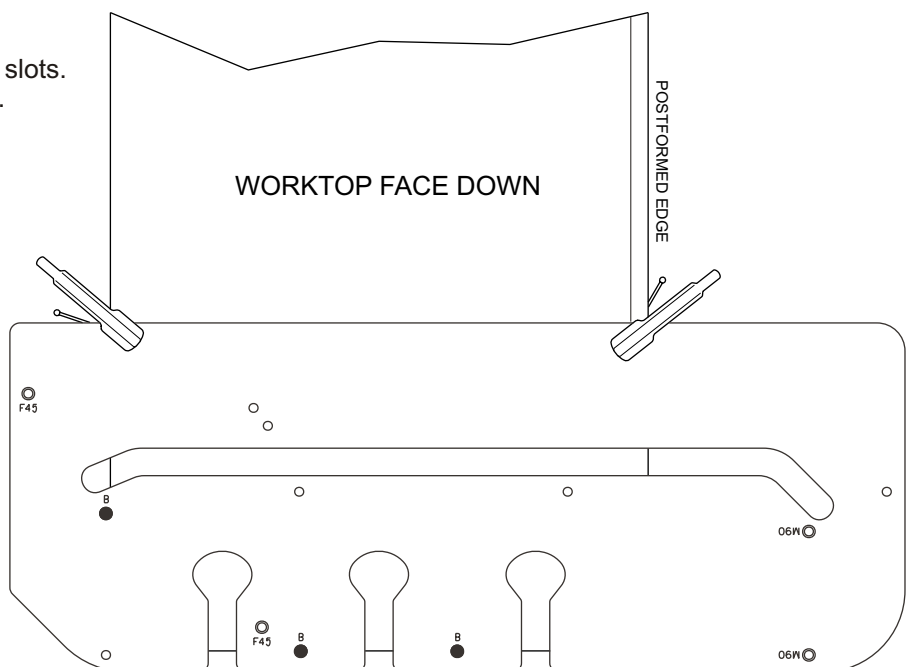 slots.
.
WORKTOP FACE DOWN
POSTFORMED EDGE
F45
B
M90
F45
B
B
M90